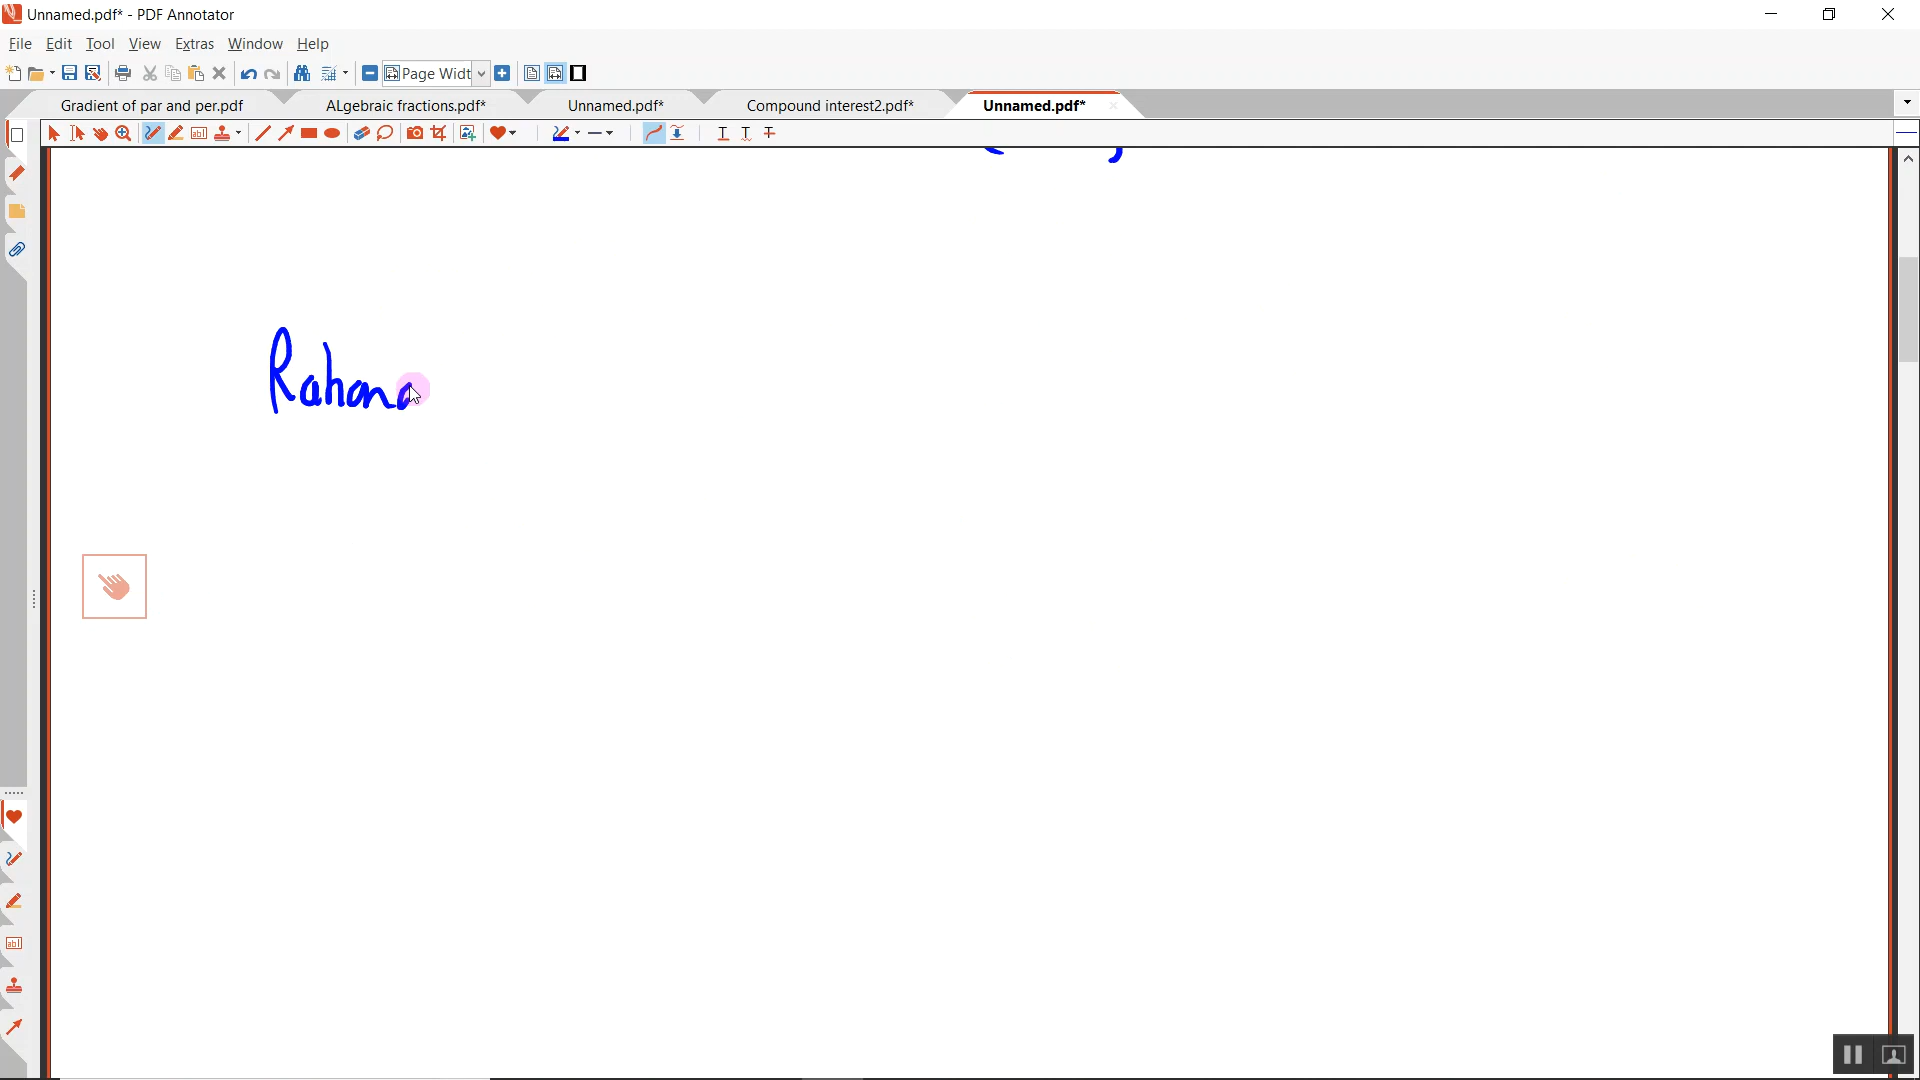 Unnamed.pdf* - PDF Annotator
File Edit Tool View Extras Window Help
Page Widt
Gradient of par and per.pdf ALgebraic fractions.pdf* Unnamed.pdf* Compound interest2.pdf* Unnamed.pdf*
Rahana